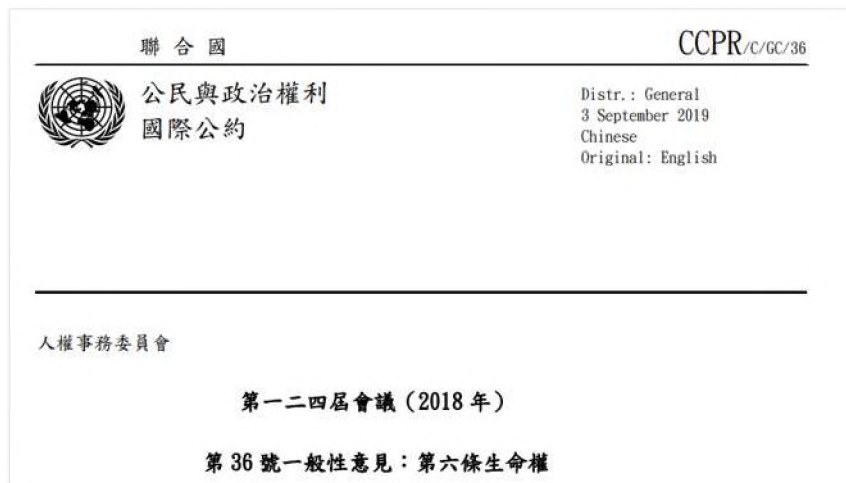 聯合國
CCPR/C/GC/36
公民與政治權利
國際公約
Distr.: General
3 September 2019
Chinese
Original: English
人權事務委員會
第一二四屆會議（2018 年）
第 36 號一般性意見：第六條生命權